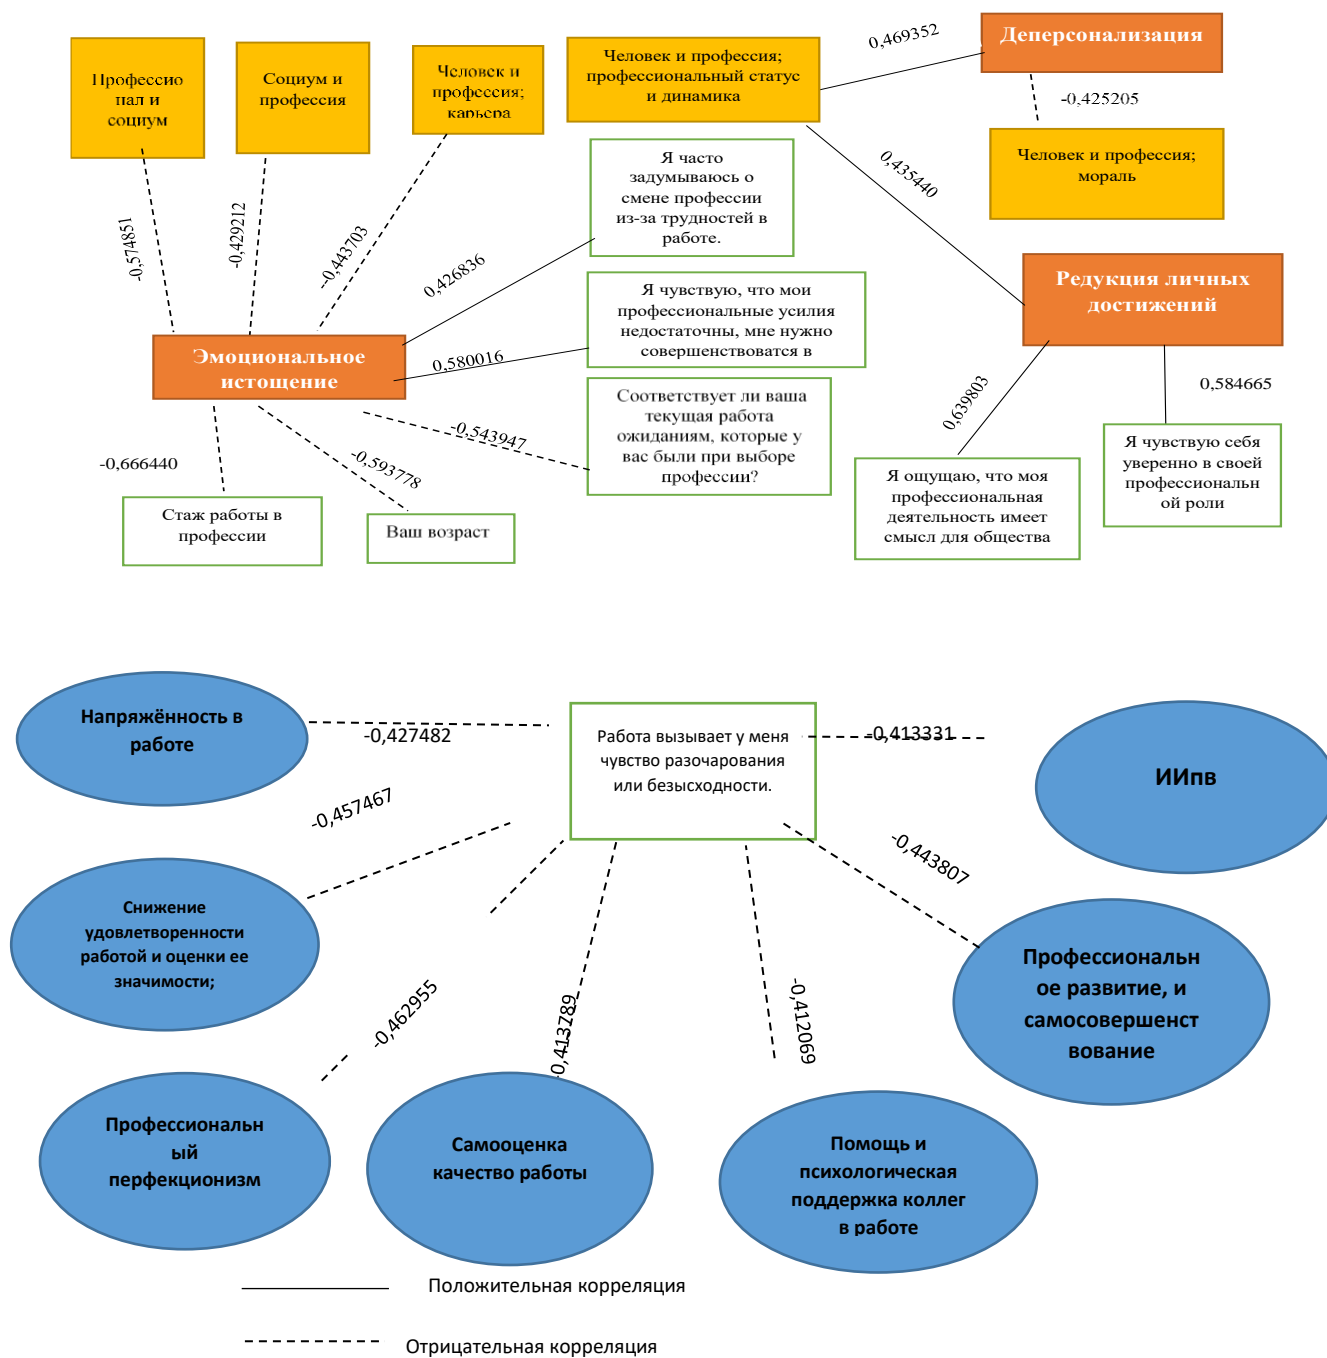 Профессио
нал и
социум
Социум и
профессия
Человек и
профессия;
карьера
Человек и профессия;
профессиональный статус
и динамика
0,469352
Деперсонализация
-0,425205
Человек и профессия;
мораль
Я часто
задумываюсь о
смене профессии
из-за трудностей в
работе.
0,435440
-0,574851
-0,429212
--0,443703
0,426836
Я чувствую, что мои
профессиональные усилия
недостаточны, мне нужно
совершенствоватся в
Редукция личных
достижений
Эмоциональное
истощение
0,580016
Соответствует ли ваша
текущая работа
ожиданиям, которые у
вас были при выборе
профессии?
-0,543947
0,639803
0,584665
-0,666440
-0,593778
Стаж работы в
профессии
Ваш возраст
Я ощущаю, что моя
профессиональная
деятельность имеет
смысл для общества
Я чувствую себя
уверенно в своей
профессиональн
ой роли
Напряжённость в
работе
-0,427482
Работа вызывает у меня
чувство разочарования
или безысходности.
-0,413331
ИИпв
-0,457467
-0,443807
Снижение
удовлетворенности
работой и оценки ее
значимости;
Профессиональн
ое развитие, и
самосовершенст
вование
-0,462955
-0,413789
-0,412069
Профессиональн
ый
перфекционизм
Самооценка
качество работы
Помощь и
психологическая
поддержка коллег
в работе
Положительная корреляция
Отрицательная корреляция